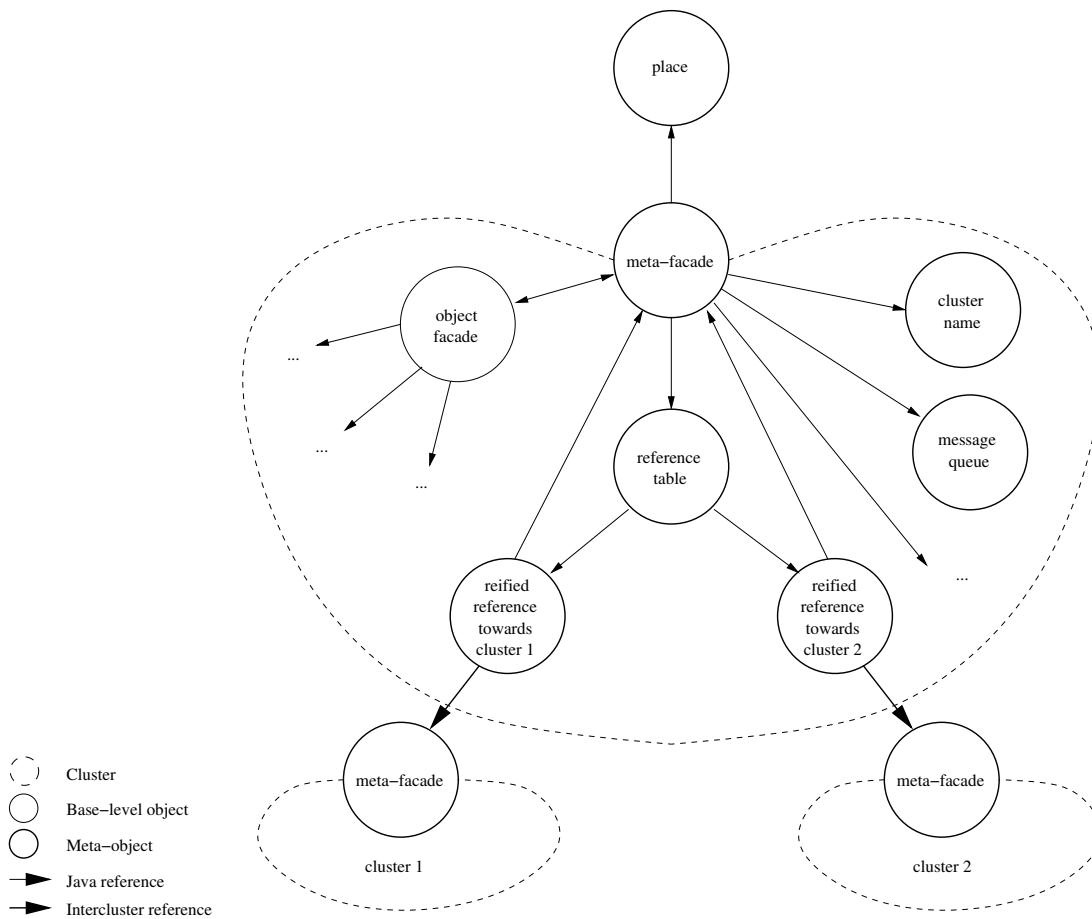 place
meta−facade
object
facade
cluster
name
...
...
...
reference
table
message
queue
reified
reference
towards
cluster 1
reified
reference
towards
cluster 2
...
meta−facade
meta−facade
cluster 1
cluster 2
Cluster
Base−level object
Meta−object
Java reference
Intercluster reference